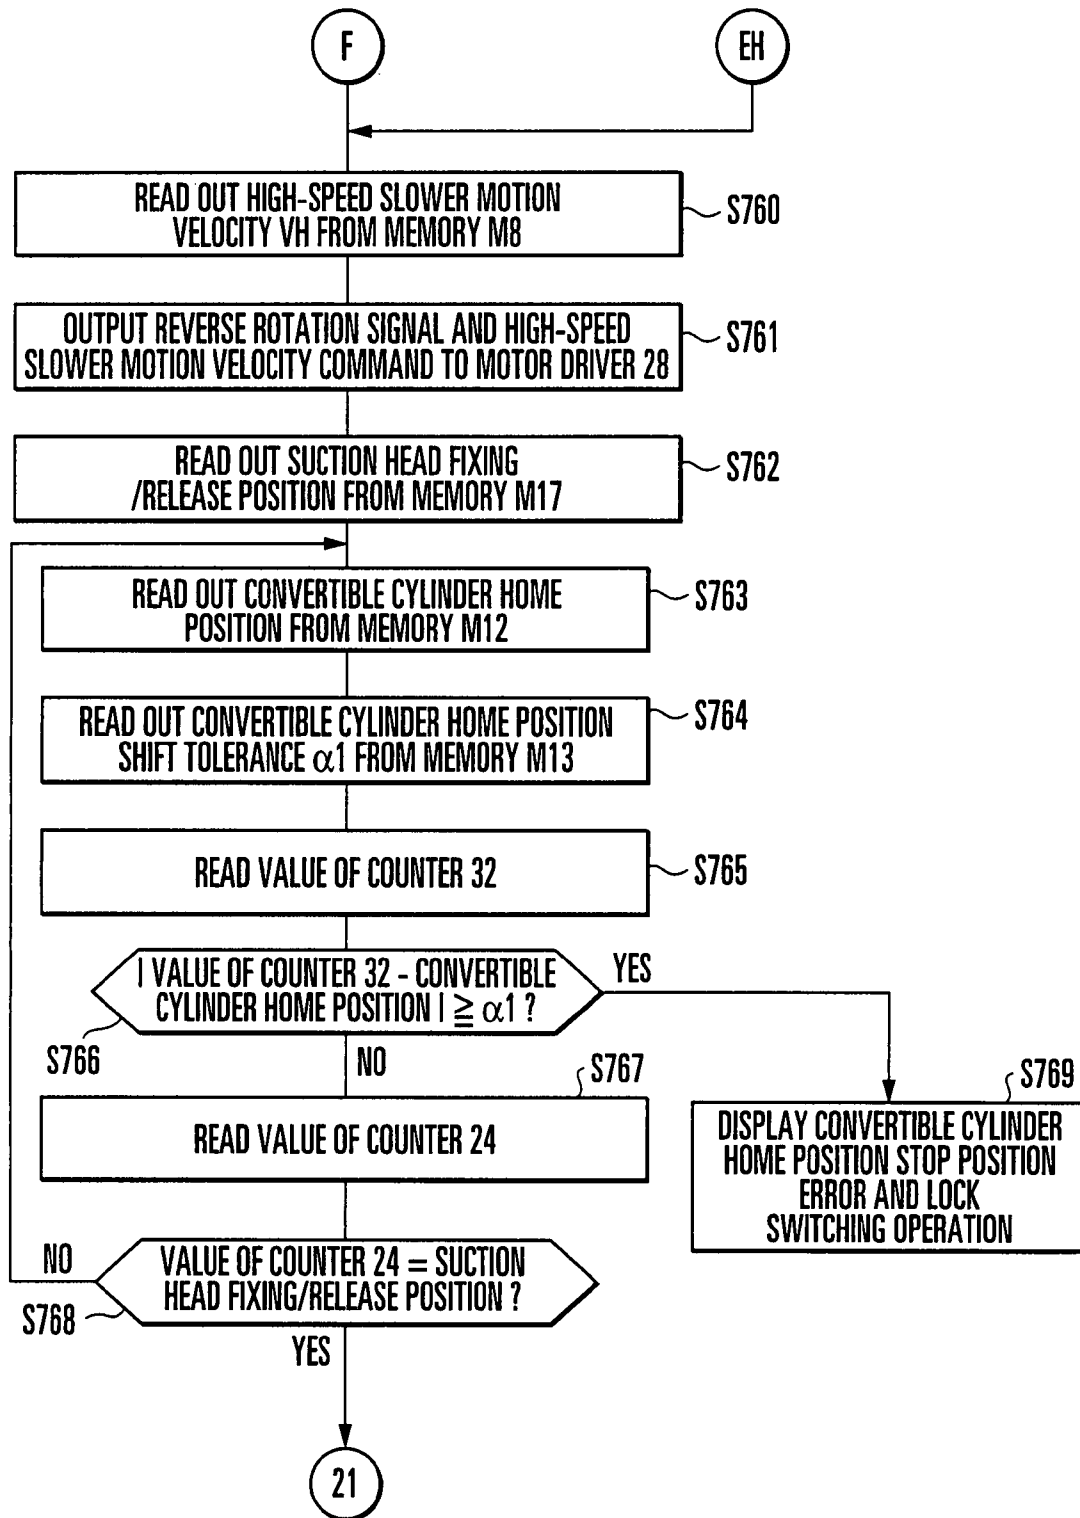 F
EH
READ OUT HIGH-SPEED SLOWER MOTION
VELOCITY VH FROM MEMORY M8
S760
OUTPUT REVERSE ROTATION SIGNAL AND HIGH-SPEED
SLOWER MOTION VELOCITY COMMAND TO MOTOR DRIVER 28
S761
READ OUT SUCTION HEAD FIXING
/RELEASE POSITION FROM MEMORY M17
S762
READ OUT CONVERTIBLE CYLINDER HOME
POSITION FROM MEMORY M12
S763
READ OUT CONVERTIBLE CYLINDER HOME POSITION
SHIFT TOLERANCE α1 FROM MEMORY M13
S764
READ VALUE OF COUNTER 32
S765
| VALUE OF COUNTER 32 - CONVERTIBLE
CYLINDER HOME POSITION | ≧ α1 ?
YES
S766
NO
S767
READ VALUE OF COUNTER 24
S769
DISPLAY CONVERTIBLE CYLINDER
HOME POSITION STOP POSITION
ERROR AND LOCK
SWITCHING OPERATION
NO
VALUE OF COUNTER 24 = SUCTION
HEAD FIXING/RELEASE POSITION ?
S768
YES
21